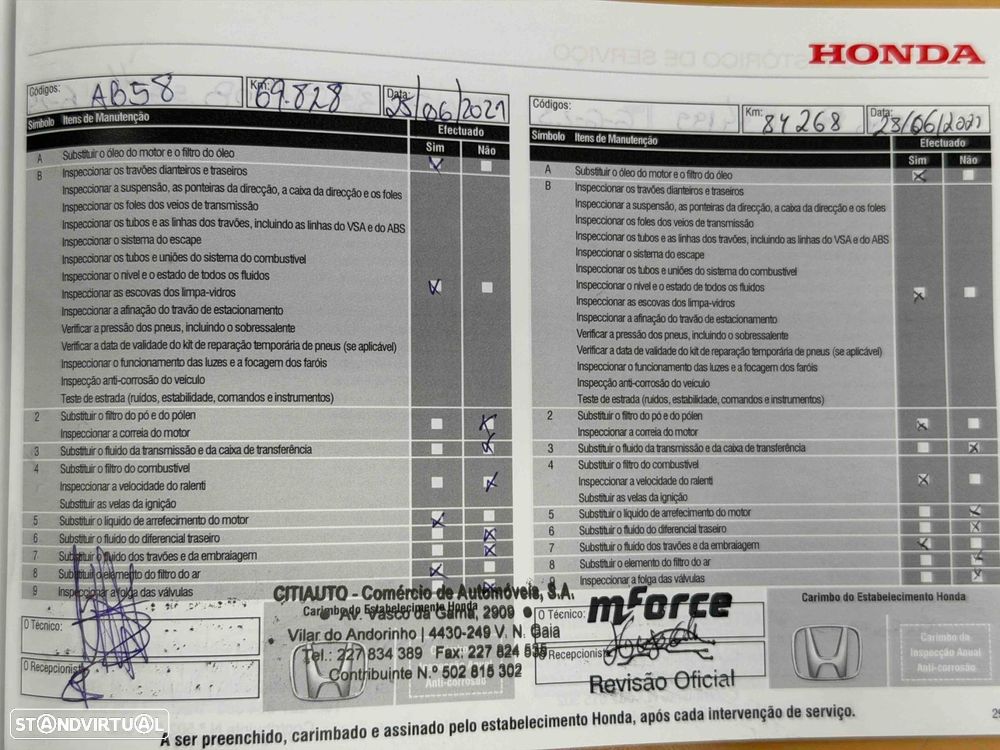 HONDA
Códigos: AB58 Km: 69.828 Data: 25/06/2021
Símbolo Itens de Manutenção Efectuado
Sim Não
A Substituir o óleo do motor e o filtro do óleo
B Inspeccionar os travões dianteiros e traseiros
Inspeccionar a suspensão, as ponteiras da direcção, a caixa da direcção e os foles
Inspeccionar os foles dos veios de transmissão
Inspeccionar os tubos e as linhas dos travões, incluindo as linhas do VSA e do ABS
Inspeccionar o sistema do escape
Inspeccionar os tubos e uniões do sistema do combustível
Inspeccionar o nível e o estado de todos os fluidos
Inspeccionar as escovas dos limpa-vidros
Inspeccionar a afinação do travão de estacionamento
Verificar a pressão dos pneus, incluindo o sobressalente
Verificar a data de validade do kit de reparação temporária de pneus (se aplicável)
Inspeccionar o funcionamento das luzes e a focagem dos faróis
Inspecção anti-corrosão do veículo
Teste de estrada (ruídos, estabilidade, comandos e instrumentos)
2 Substituir o filtro do pó e do pólen
Inspeccionar a correia do motor
3 Substituir o fluido da transmissão e da caixa de transferência
4 Substituir o filtro do combustível
Inspeccionar a velocidade do ralenti
Substituir as velas da ignição
5 Substituir o líquido de arrefecimento do motor
6 Substituir o fluido do diferencial traseiro
7 Substituir o fluido dos travões e da embraiagem
8 Substituir o elemento do filtro do ar
9 Inspeccionar a folga das válvulas
O Técnico:
O Recepcionista
Carimbo do Estabelecimento Honda
CITIAUTO - Comércio de Automóveis, S.A.
Av. Vasco da Gama, 2909
Vilar do Andorinho | 4430-249 V. N. Gaia
Tel.: 227 834 389 Fax: 227 824 535
Contribuinte N.º 502 815 302
Anti-corrosão
Códigos: Km: 84268 Data: 28/06/2021
Símbolo Itens de Manutenção Efectuado
Sim Não
A Substituir o óleo do motor e o filtro do óleo
B Inspeccionar os travões dianteiros e traseiros
Inspeccionar a suspensão, as ponteiras da direcção, a caixa da direcção e os foles
Inspeccionar os foles dos veios de transmissão
Inspeccionar os tubos e as linhas dos travões, incluindo as linhas do VSA e do ABS
Inspeccionar o sistema do escape
Inspeccionar os tubos e uniões do sistema do combustível
Inspeccionar o nível e o estado de todos os fluidos
Inspeccionar as escovas dos limpa-vidros
Inspeccionar a afinação do travão de estacionamento
Verificar a pressão dos pneus, incluindo o sobressalente
Verificar a data de validade do kit de reparação temporária de pneus (se aplicável)
Inspeccionar o funcionamento das luzes e a focagem dos faróis
Inspecção anti-corrosão do veículo
Teste de estrada (ruídos, estabilidade, comandos e instrumentos)
2 Substituir o filtro do pó e do pólen
Inspeccionar a correia do motor
3 Substituir o fluido da transmissão e da caixa de transferência
4 Substituir o filtro do combustível
Inspeccionar a velocidade do ralenti
Substituir as velas da ignição
5 Substituir o líquido de arrefecimento do motor
6 Substituir o fluido do diferencial traseiro
7 Substituir o fluido dos travões e da embraiagem
8 Substituir o elemento do filtro do ar
9 Inspeccionar a folga das válvulas
O Técnico:
O Recepcionista
mforce
Revisão Oficial
Carimbo do Estabelecimento Honda
Carimbo da
Inspecção Anual
Anti-corrosão
A ser preenchido, carimbado e assinado pelo estabelecimento Honda, após cada intervenção de serviço.
STANDVIRTUAL